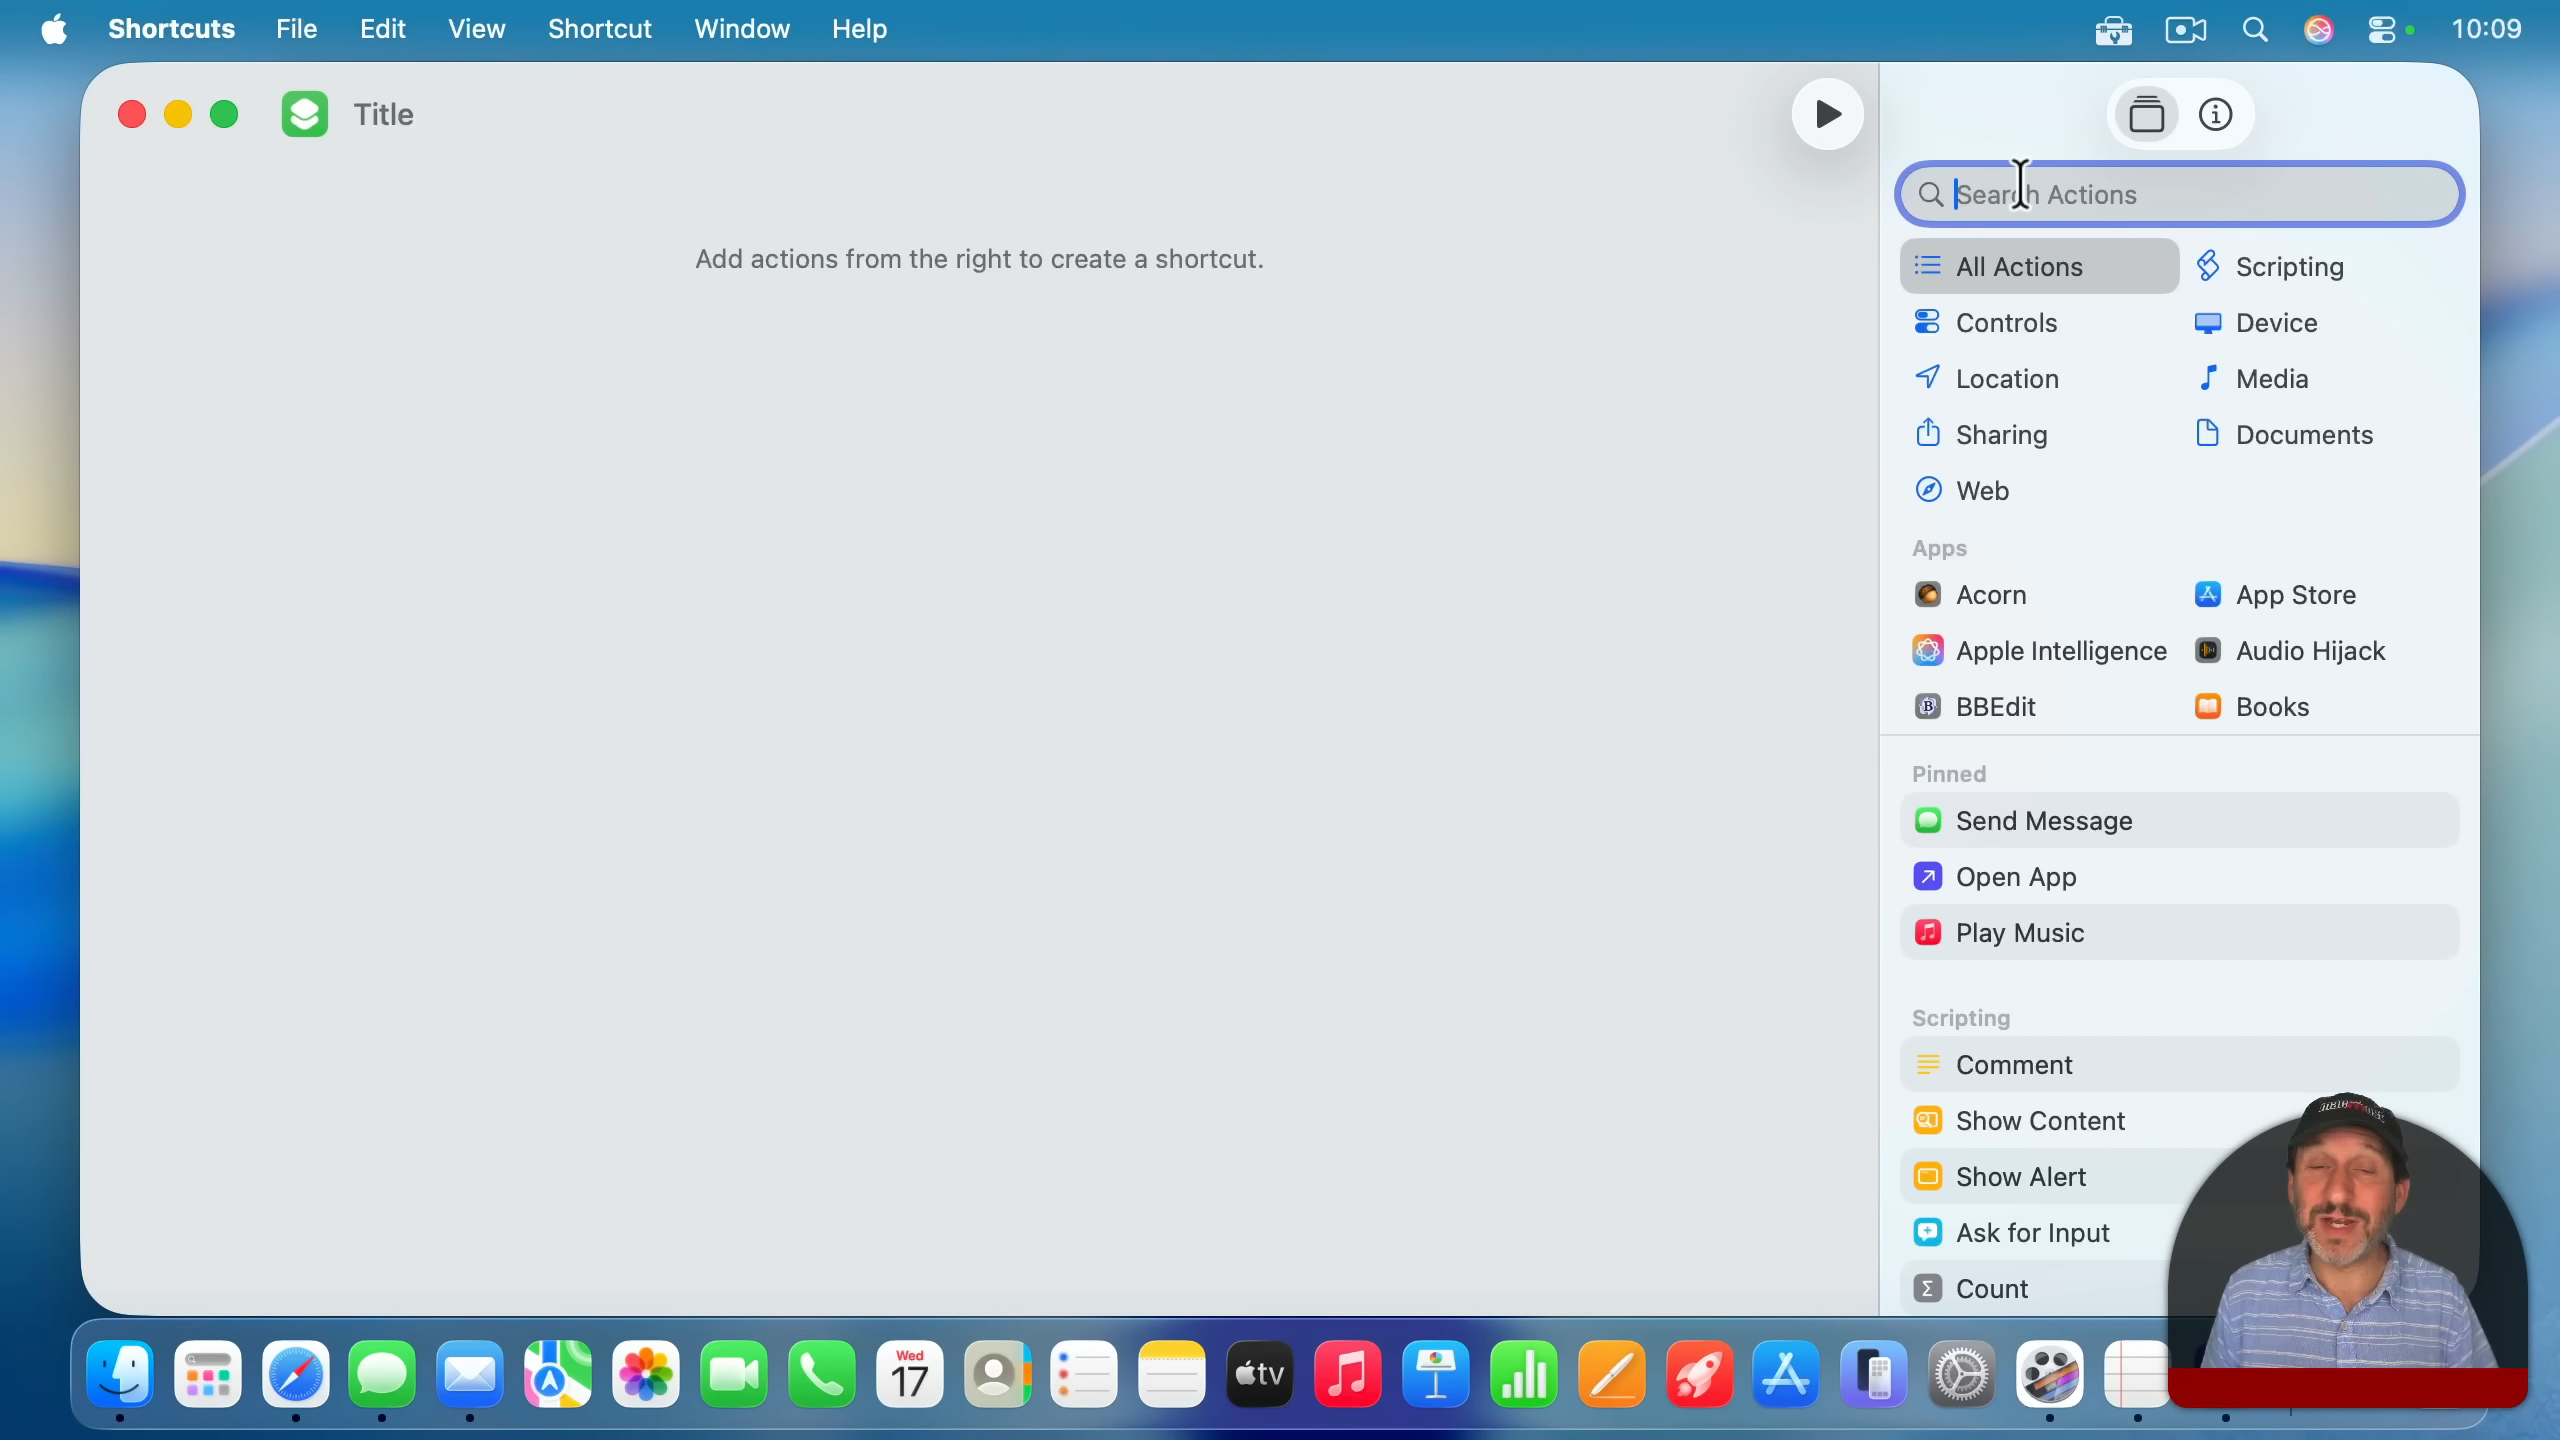 Shortcuts File Edit View Shortcut Window Help 10:09
Title
Add actions from the right to create a shortcut.
Search Actions
All Actions Scripting
Controls Device
Location Media
Sharing Documents
Web
Apps
Acorn App Store
Apple Intelligence Audio Hijack
BBEdit Books
Pinned
Send Message
Open App
Play Music
Scripting
Comment
Show Content
Show Alert
Ask for Input
Count
Wed
17
tv